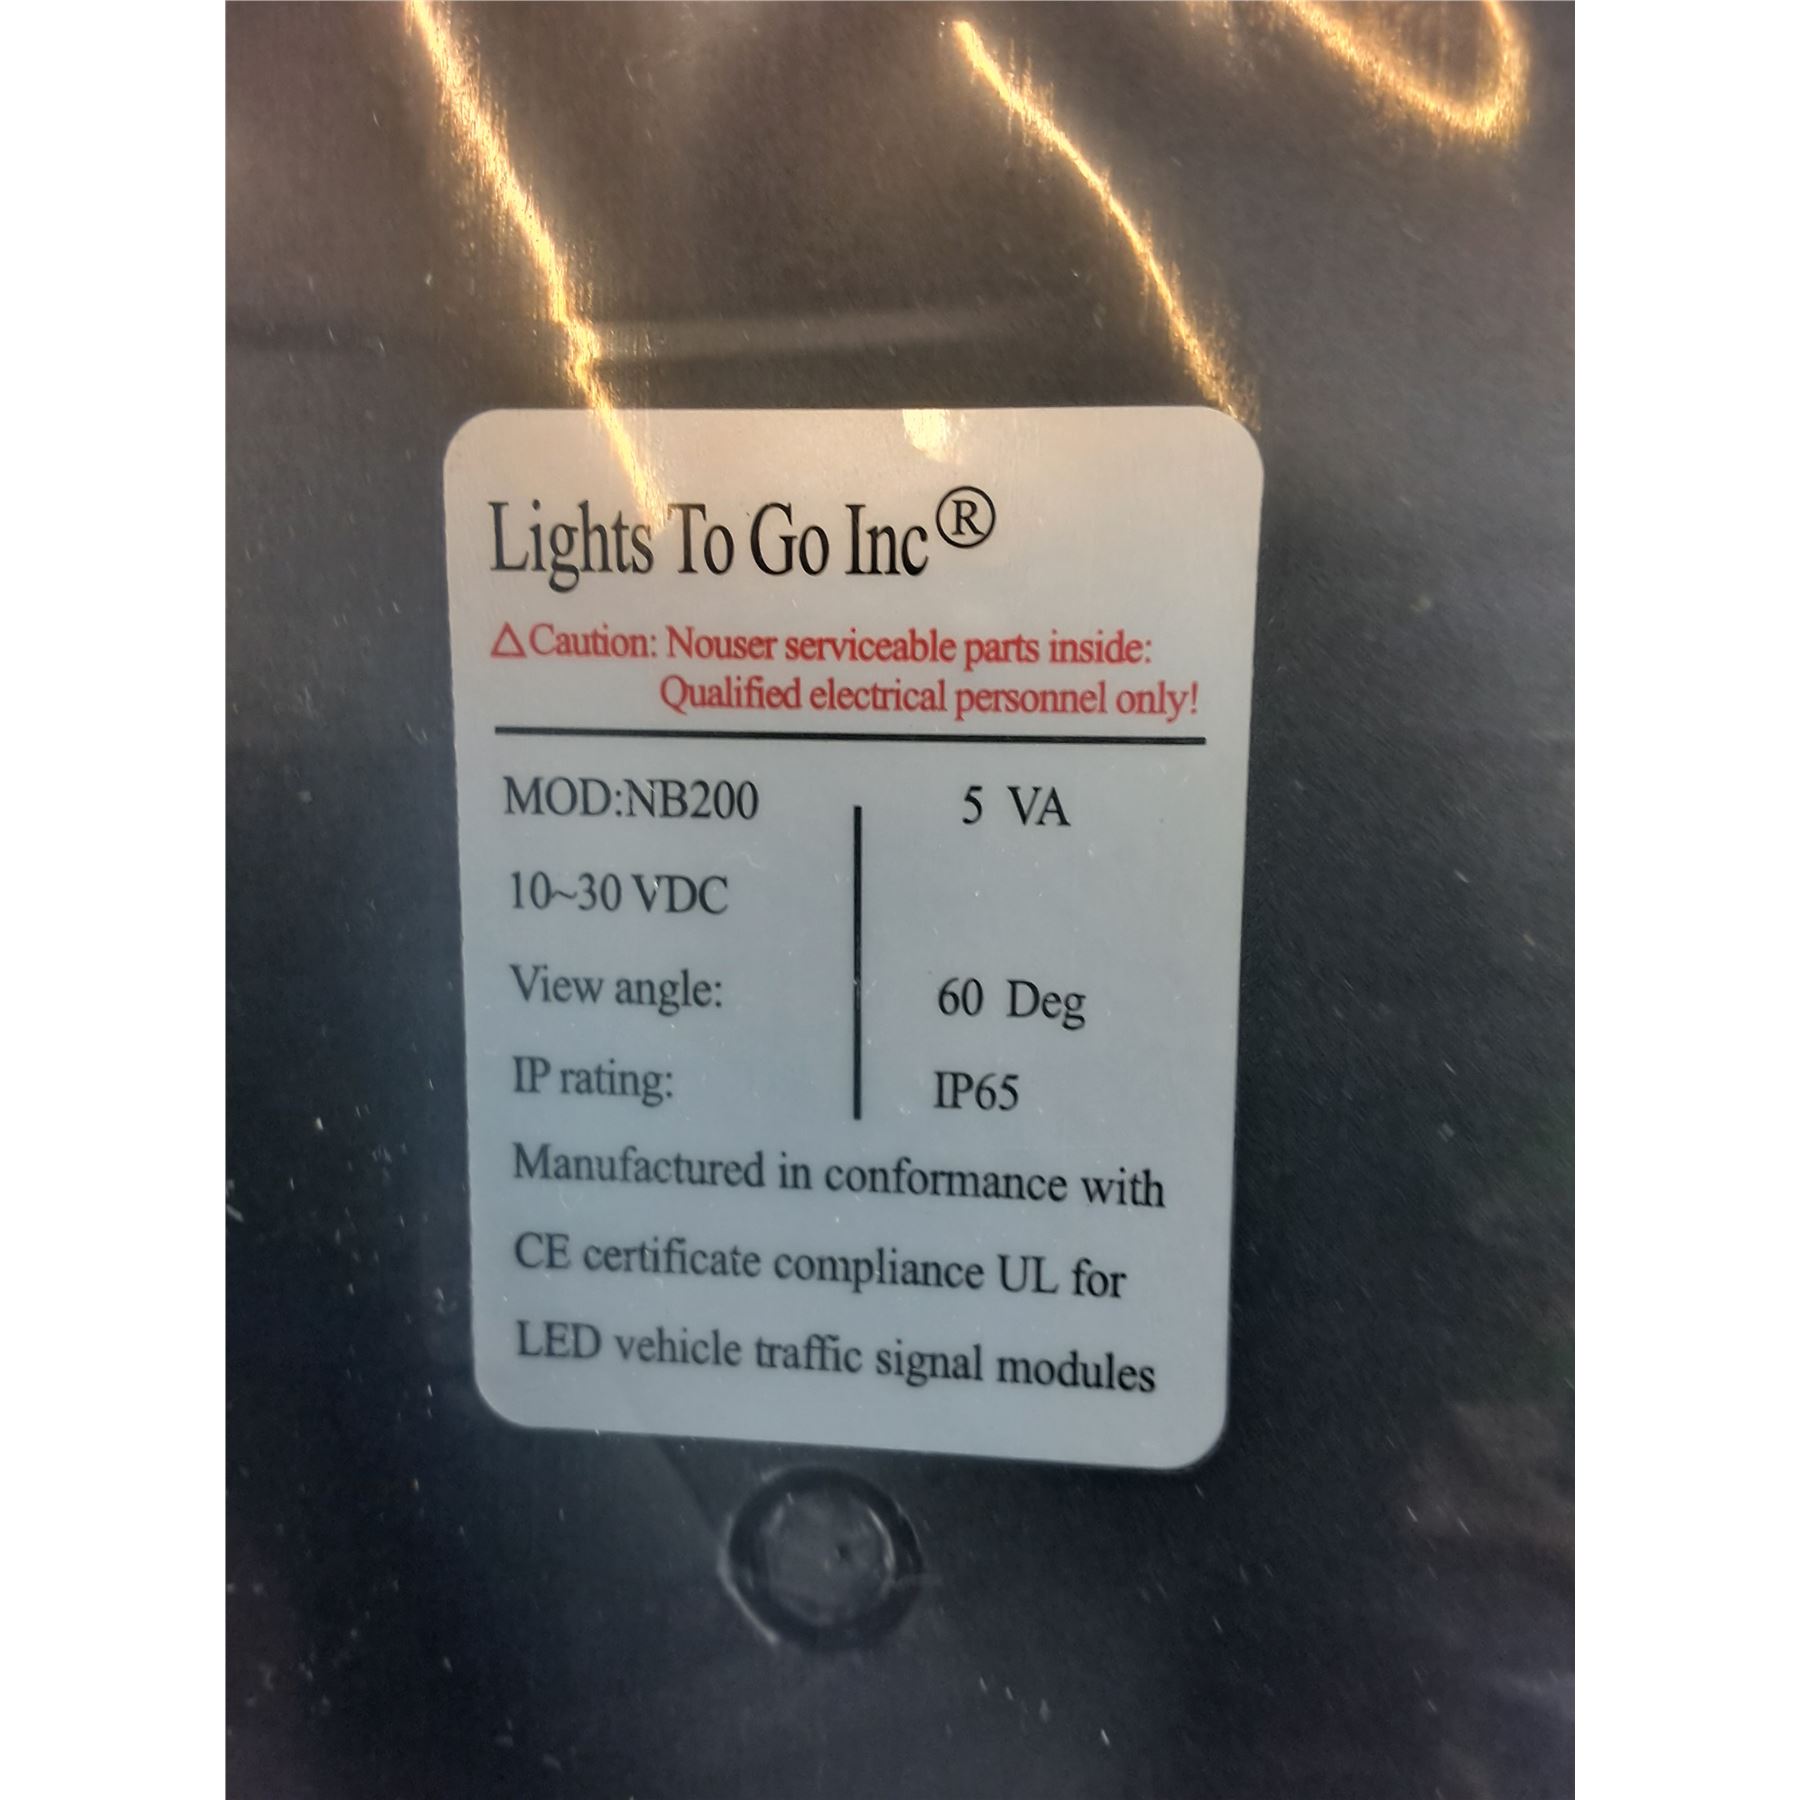 Lights To Go Inc®
⚠Caution: Nouser serviceable parts inside:
Qualified electrical personnel only!
MOD:NB200 5 VA
10~30 VDC
View angle: 60 Deg
IP rating: IP65
Manufactured in conformance with
CE certificate compliance UL for
LED vehicle traffic signal modules